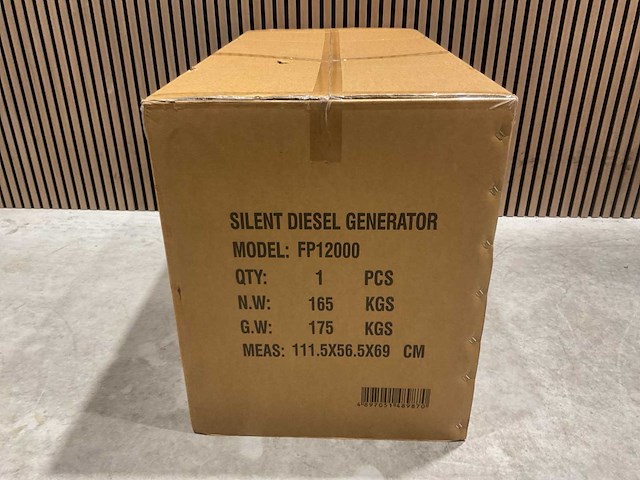 SILENT DIESEL GENERATOR
MODEL: FP12000
QTY: 1 PCS
N.W: 165 KGS
G.W: 175 KGS
MEAS: 111.5X56.5X69 CM